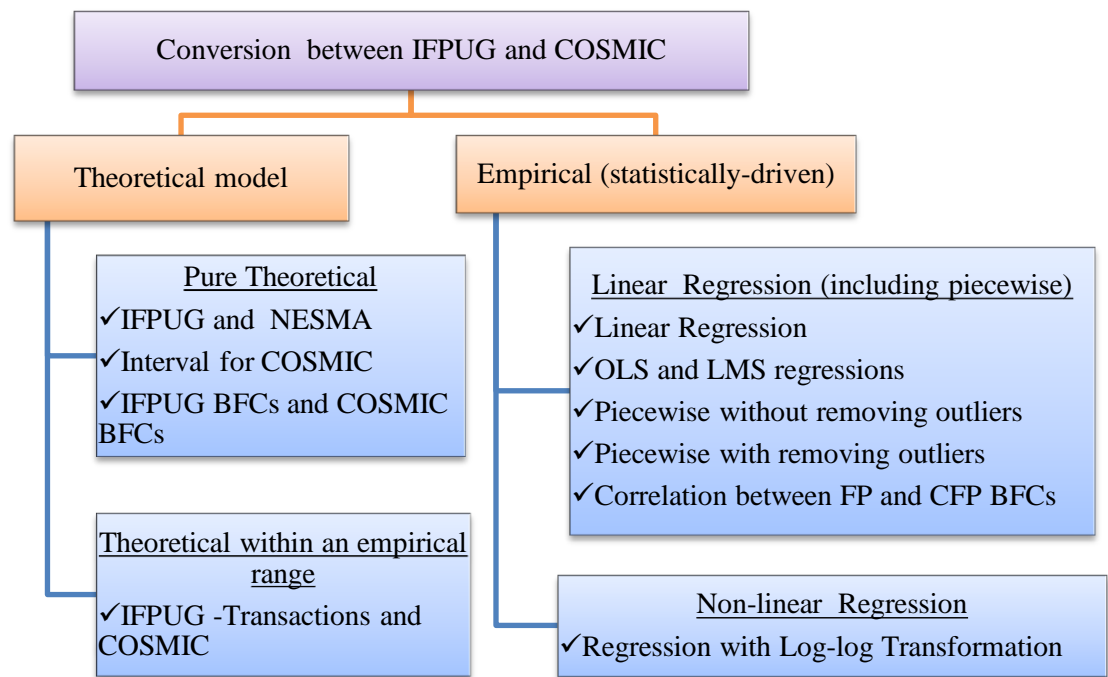 Conversion between IFPUG and COSMIC
Theoretical model
Empirical (statistically-driven)
Pure Theoretical
✓IFPUG and NESMA
✓Interval for COSMIC
✓IFPUG BFCs and COSMIC
BFCs
Theoretical within an empirical
range
✓IFPUG -Transactions and
COSMIC
Linear Regression (including piecewise)
✓Linear Regression
✓OLS and LMS regressions
✓Piecewise without removing outliers
✓Piecewise with removing outliers
✓Correlation between FP and CFP BFCs
Non-linear Regression
✓Regression with Log-log Transformation